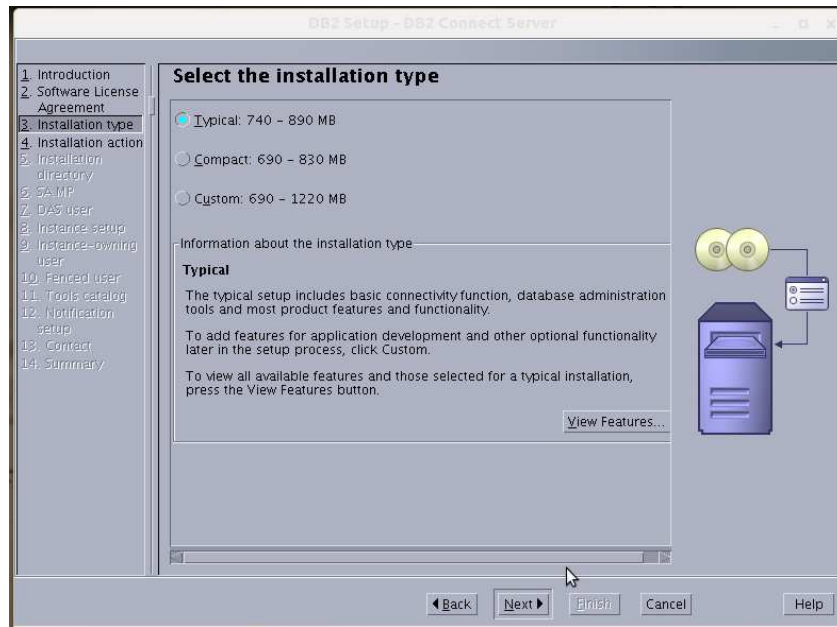 DB2 Setup - DB2 Connect Server
1. Introduction
2. Software License
Agreement
3. Installation type
4. Installation action
5. Installation
directory
6. SA MP
7. DAS user
8. Instance setup
9. Instance-owning
user
10. Fenced user
11. Tools catalog
12. Notification
setup
13. Contact
14. Summary
Select the installation type
Typical: 740 - 890 MB
Compact: 690 - 830 MB
Custom: 690 - 1220 MB
Information about the installation type
Typical
The typical setup includes basic connectivity function, database administration
tools and most product features and functionality.
To add features for application development and other optional functionality
later in the setup process, click Custom.
To view all available features and those selected for a typical installation,
press the View Features button.
View Features...
Back
Next
Finish
Cancel
Help